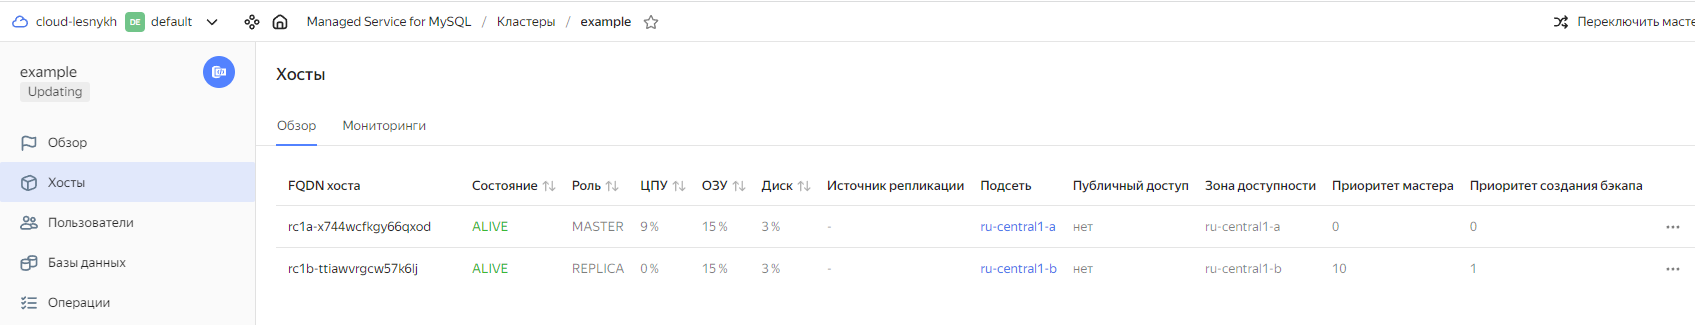 cloud-lesnykh DE default Managed Service for MySQL / Кластеры / example Переключить масте
example
Updating
Обзор
Хосты
Пользователи
Базы данных
Операции
Хосты
Обзор Мониторинги
FQDN хоста Состояние Роль ЦПУ ОЗУ Диск Источник репликации Подсеть Публичный доступ Зона доступности Приоритет мастера Приоритет создания бэкапа
rc1a-x744wcfkgy66qxod ALIVE MASTER 9 % 15 % 3 % - ru-central1-a нет ru-central1-a 0 0
rc1b-ttiawvrgcw57k6lj ALIVE REPLICA 0 % 15 % 3 % - ru-central1-b нет ru-central1-b 10 1